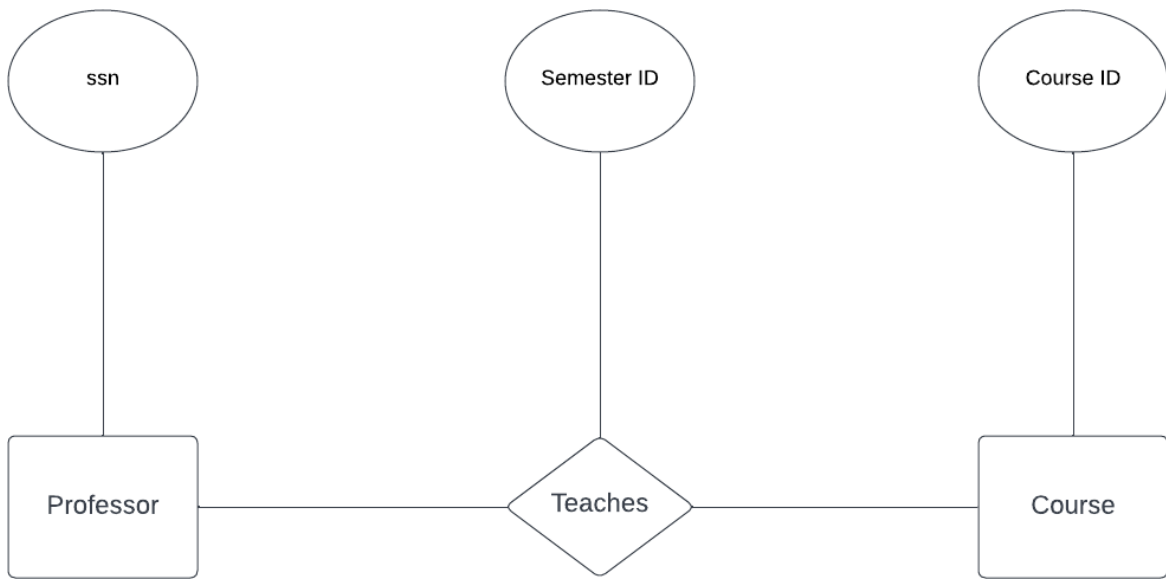 ssn
Semester ID
Course ID
Professor
Teaches
Course